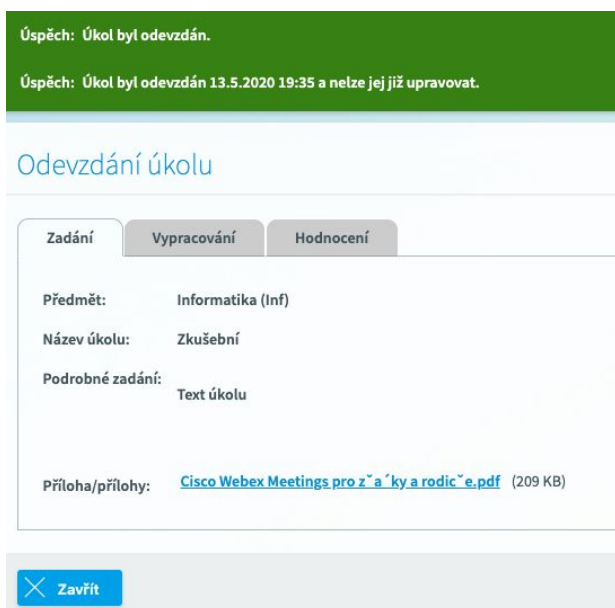 Úspěch: Úkol byl odevzdán.
Úspěch: Úkol byl odevzdán 13.5.2020 19:35 a nelze jej již upravovat.
Odevzdání úkolu
Zadání Vypracování Hodnocení
Předmět: Informatika (Inf)
Název úkolu: Zkušební
Podrobné zadání:
Text úkolu
Příloha/přílohy: Cisco Webex Meetings pro zˇa´ky a rodicˇe.pdf (209 KB)
Zavřít